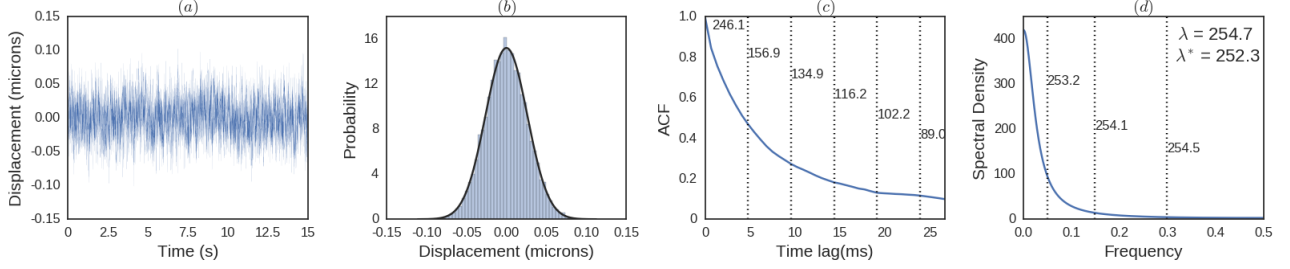 (a)
Displacement (microns)
0.15
0.10
0.05
0.00
-0.05
-0.10
-0.15
0 2.5 5 7.5 10 12.5 15
Time (s)
(b)
Probability
16
12
8
4
0
-0.15 -0.10 -0.05 0.00 0.05 0.10 0.15
Displacement (microns)
(c)
ACF
1.0
0.8
0.6
0.4
0.2
0
246.1
156.9
134.9
116.2
102.2
89.0
0 5 10 15 20 25
Time lag(ms)
(d)
Spectral Density
400
300
200
100
0
λ = 254.7
λ* = 252.3
253.2
254.1
254.5
0.0 0.1 0.2 0.3 0.4 0.5
Frequency